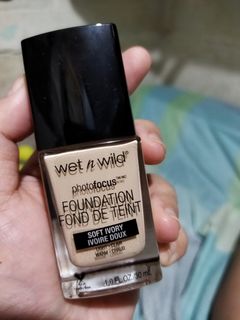 wet n wild®
photofocus
FOUNDATION
FOND DE TEINT
SOFT IVORY
IVOIRE DOUX